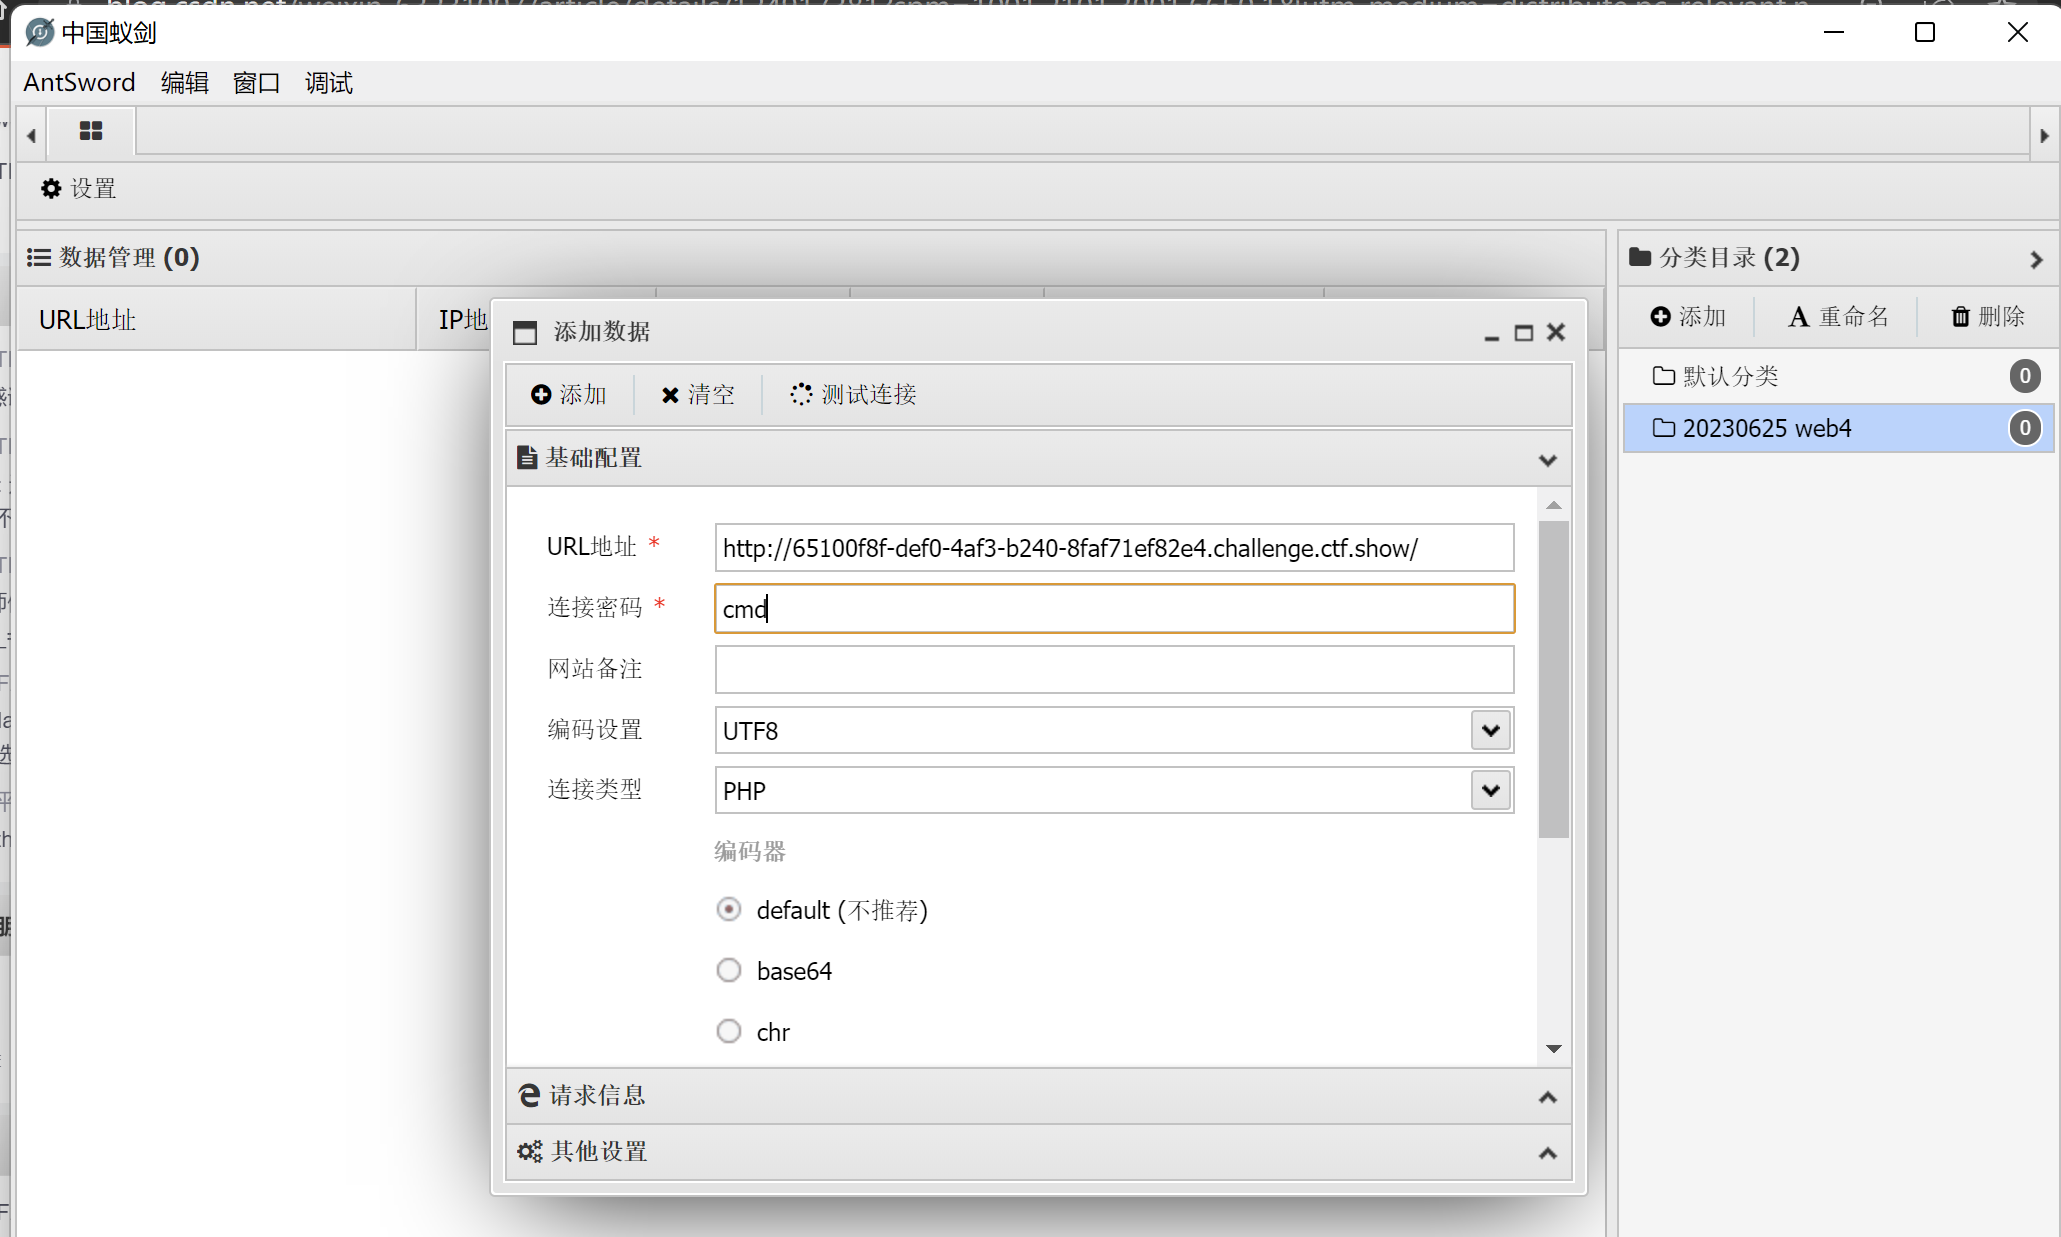 中国蚁剑
AntSword 编辑 窗口 调试
设置
数据管理 (0)
分类目录 (2)
URL地址
IP地
添加 重命名 删除
添加数据
默认分类 0
添加 清空 测试连接
20230625 web4 0
基础配置
URL地址 * http://65100f8f-def0-4af3-b240-8faf71ef82e4.challenge.ctf.show/
连接密码 * cmd
网站备注
编码设置 UTF8
连接类型 PHP
编码器
default (不推荐)
base64
chr
请求信息
其他设置